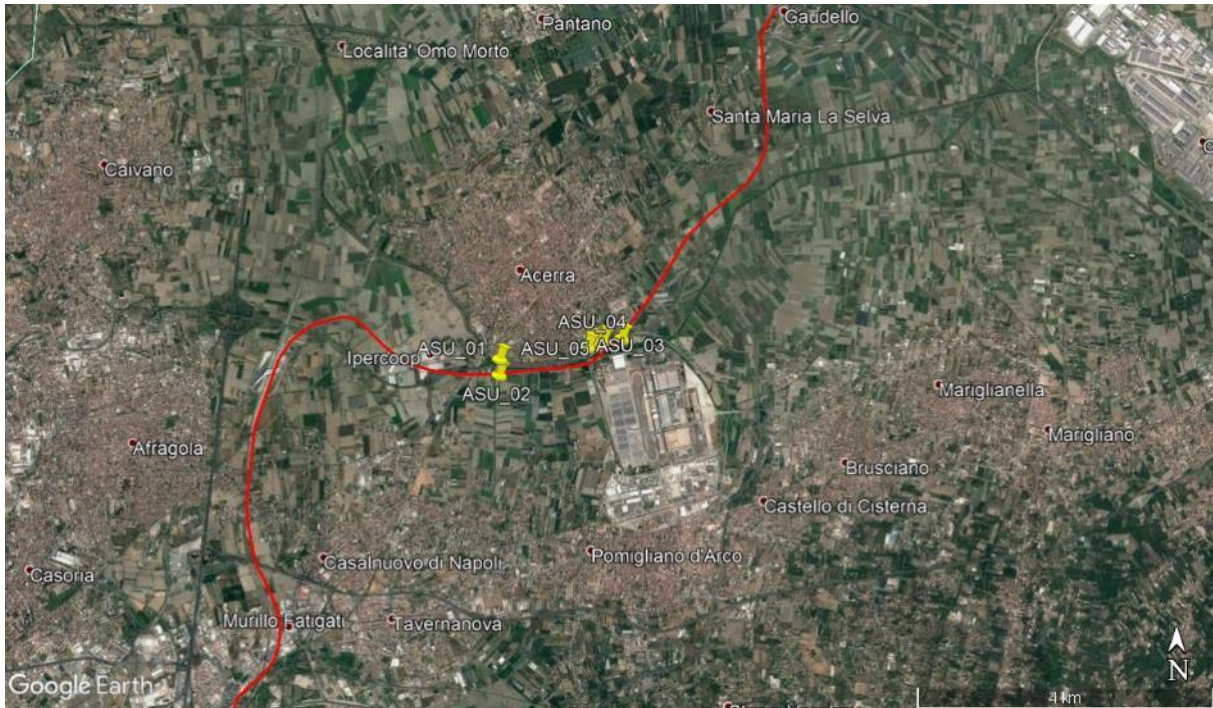 Pantano
Gaudello
Localita' Omo Morto
Santa Maria La Selva
Caivano
Acerra
ASU_04
Ipercoop
ASU_01
ASU_05
ASU_03
ASU_02
Mariglianella
Afragola
Marigliano
Brusciano
Castello di Cisterna
Casalnuovo di Napoli
Pomigliano d'Arco
Casoria
Murillo Fatigati
Tavernanova
N
Google Earth
4 km